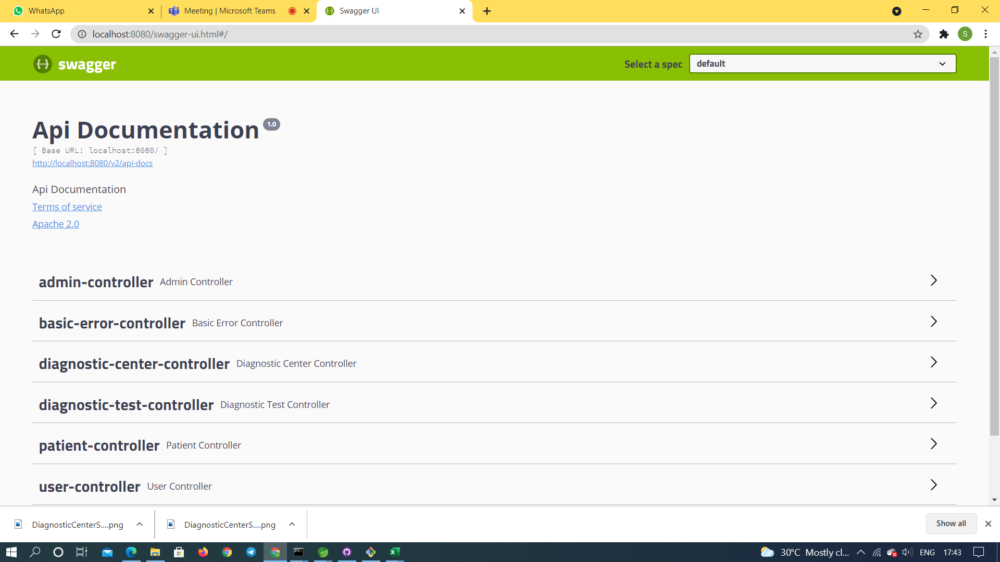 WhatsApp
Meeting | Microsoft Teams
Swagger UI
localhost:8080/swagger-ui.html#/
S
swagger
Select a spec
default
Api Documentation 1.0
[ Base URL: localhost:8080/ ]
http://localhost:8080/v2/api-docs
Api Documentation
Terms of service
Apache 2.0
admin-controller Admin Controller
basic-error-controller Basic Error Controller
diagnostic-center-controller Diagnostic Center Controller
diagnostic-test-controller Diagnostic Test Controller
patient-controller Patient Controller
user-controller User Controller
DiagnosticCenterS....png
DiagnosticCenterS....png
Show all
30°C Mostly cl... ENG 17:43